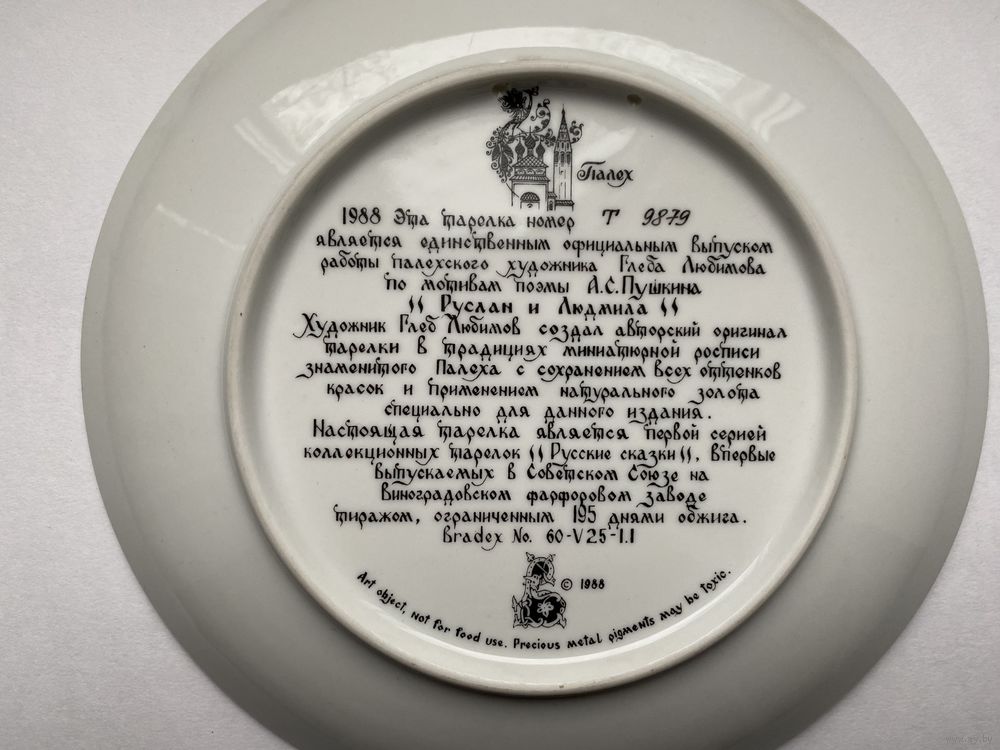 Палех
1988 Эта тарелка номер Т 9879
является единственным официальным выпуском
работы палехского художника Глеба Любимова
по мотивам поэмы А.С.Пушкина
"Руслан и Людмила"
Художник Глеб Любимов создал авторский оригинал
тарелки в традициях миниатюрной росписи
знаменитого Палеха с сохранением всех оттенков
красок и применением натурального золота
специально для данного издания.
Настоящая тарелка является первой серией
коллекционных тарелок "Русские сказки", впервые
выпускаемых в Советском Союзе на
Виноградовском фарфоровом заводе
тиражом, ограниченным 195 днями обжига.
Bradex No. 60-V25-1.1
© 1988
Art object, not for food use. Precious metal pigments may be toxic.